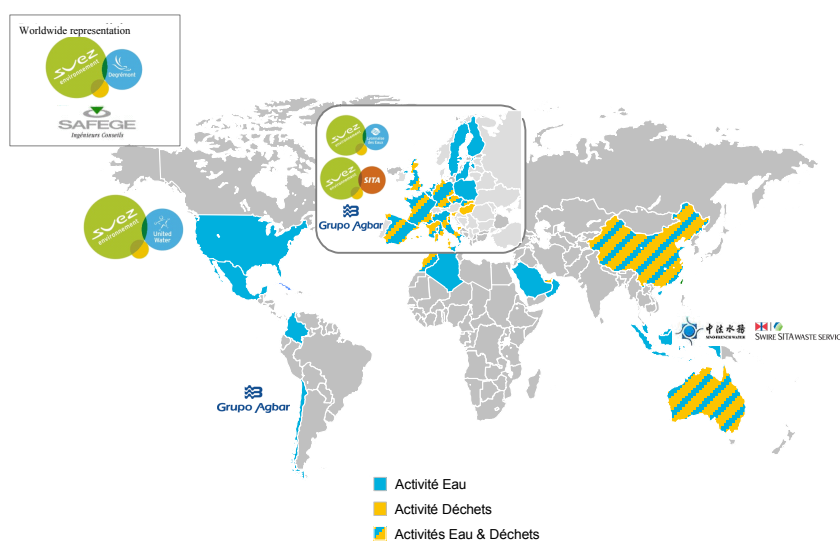 Worldwide representation
suez
environnement
Degrémont
SAFEGE
Ingénieurs Conseils
suez
environnement
Lyonnaise
des Eaux
suez
environnement
SITA
Grupo Agbar
suez
environnement
United
Water
中法水務
SINO FRENCH WATER
SWIRE SITA WASTE SERVIC
Grupo Agbar
Activité Eau
Activité Déchets
Activités Eau & Déchets